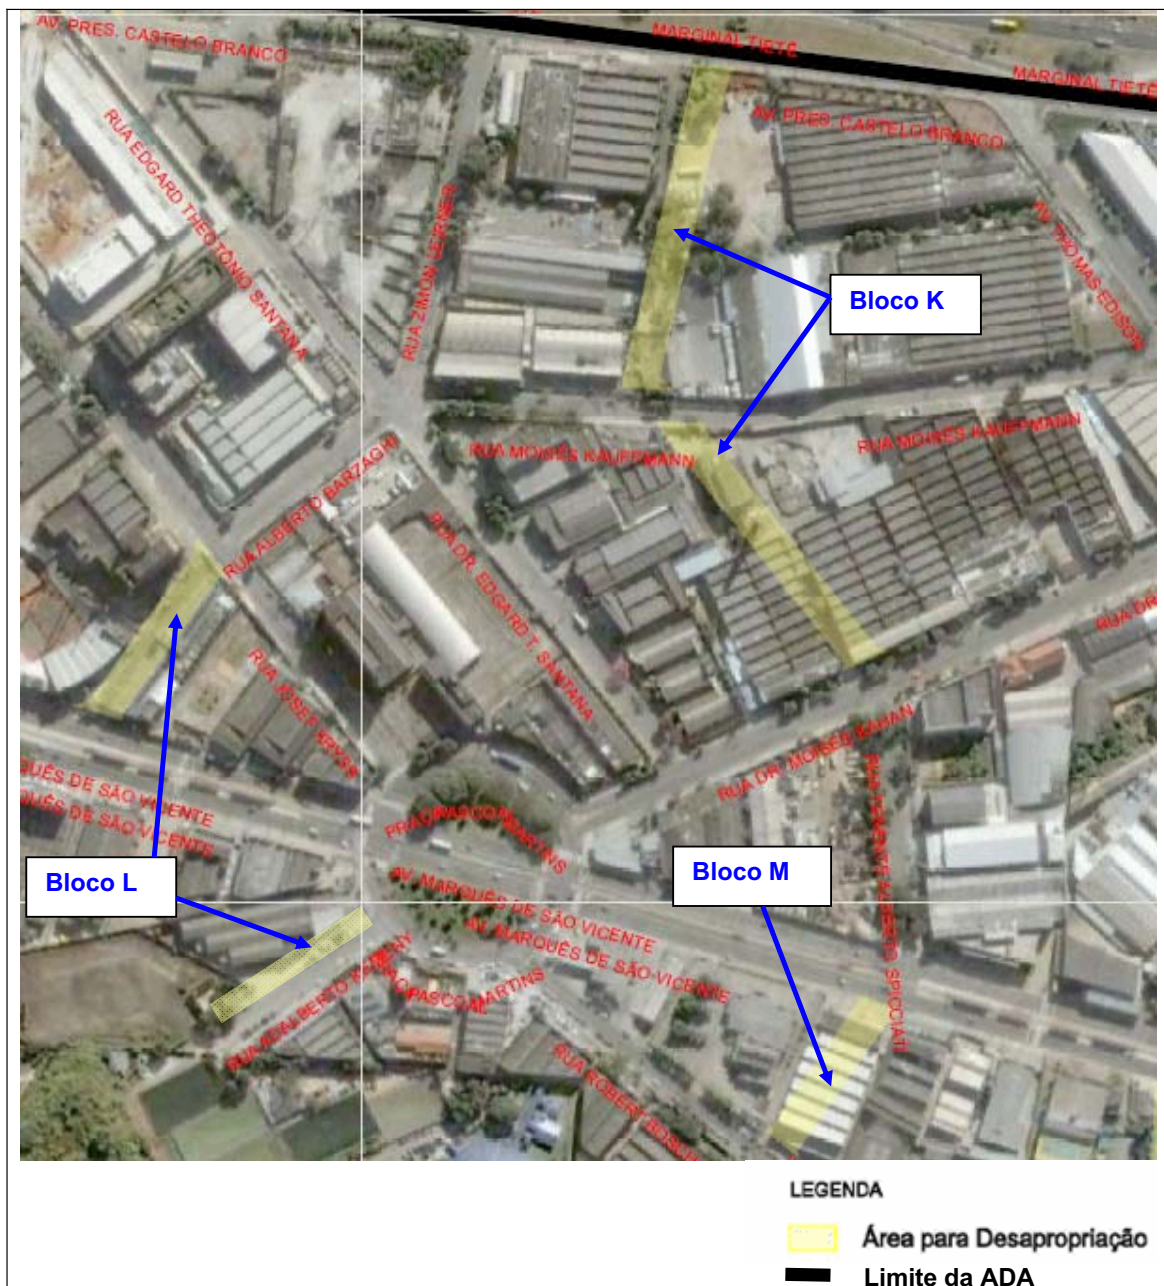 AV. PRES. CASTELO BRANCO
MARGINAL TIETÊ
MARGINAL TIETÊ
AV. PRES. CASTELO BRANCO
RUA EDGARD THEOTÔNIO SANTANA
RUA ZIMON LEIRNER
AV. THOMAS EDISON
Bloco K
RUA MOISÉS KAUFFMANN
RUA MOISÉS KAUFFMANN
RUA ALBERTO BARZAGHI
RUA DR. EDGARD T. SANTANA
RUA DR.
RUA JOSEF KRYSS
RUA DR. MOISES KAHAN
QUÊS DE SÃO VICENTE
QUÊS DE SÃO VICENTE
MARTINS
Bloco L
Bloco M
AV. MARQUÊS DE SÃO VICENTE
AV. MARQUÊS DE SÃO VICENTE
RUA TENENTE ALBERTO SPICCIATI
PASCOAL MARTINS
RUA ROBERT BOSCH
LEGENDA
Área para Desapropriação
Limite da ADA